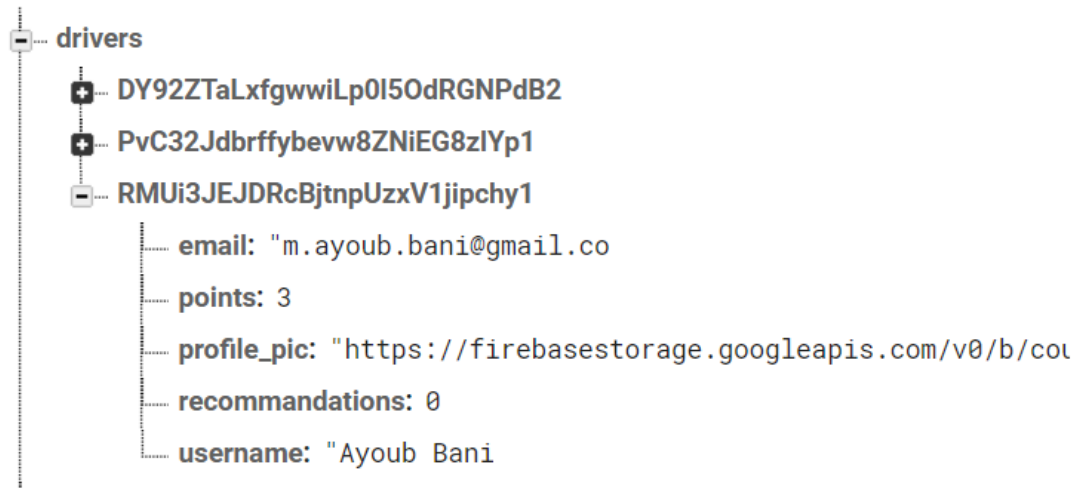 drivers
DY92ZTaLxfgwwiLp0I5OdRGNPdB2
PvC32Jdbrffybevw8ZNiEG8zlYp1
RMUi3JEJDRcBjtnpUzxV1jipchy1
email: "m.ayoub.bani@gmail.co
points: 3
profile_pic: "https://firebasestorage.googleapis.com/v0/b/cou
recommandations: 0
username: "Ayoub Bani